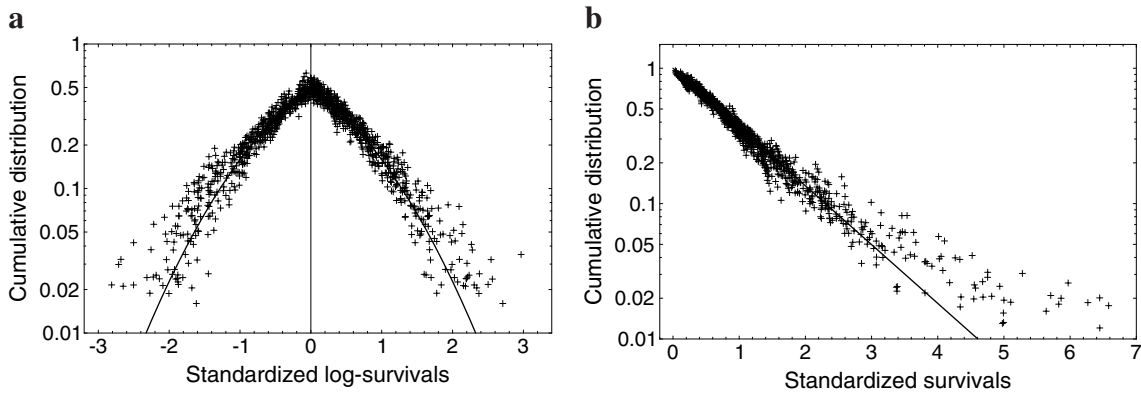 a
1
0.5
0.2
0.1
0.05
0.02
0.01
Cumulative distribution
-3 -2 -1 0 1 2 3
Standardized log-survivals
b
1
0.5
0.2
0.1
0.05
0.02
0.01
Cumulative distribution
0 1 2 3 4 5 6 7
Standardized survivals